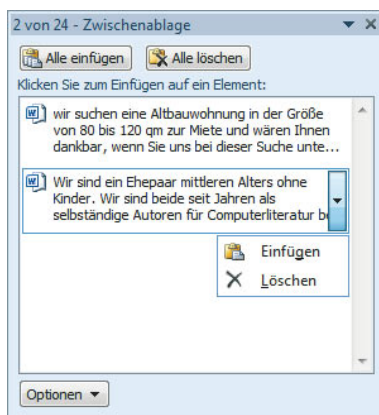 2 von 24 - Zwischenablage
Alle einfügen Alle löschen
Klicken Sie zum Einfügen auf ein Element:
wir suchen eine Altbauwohnung in der Größe
von 80 bis 120 qm zur Miete und wären Ihnen
dankbar, wenn Sie uns bei dieser Suche unte...
Wir sind ein Ehepaar mittleren Alters ohne
Kinder. Wir sind beide seit Jahren als
selbständige Autoren für Computerliteratur
Einfügen
Löschen
Optionen